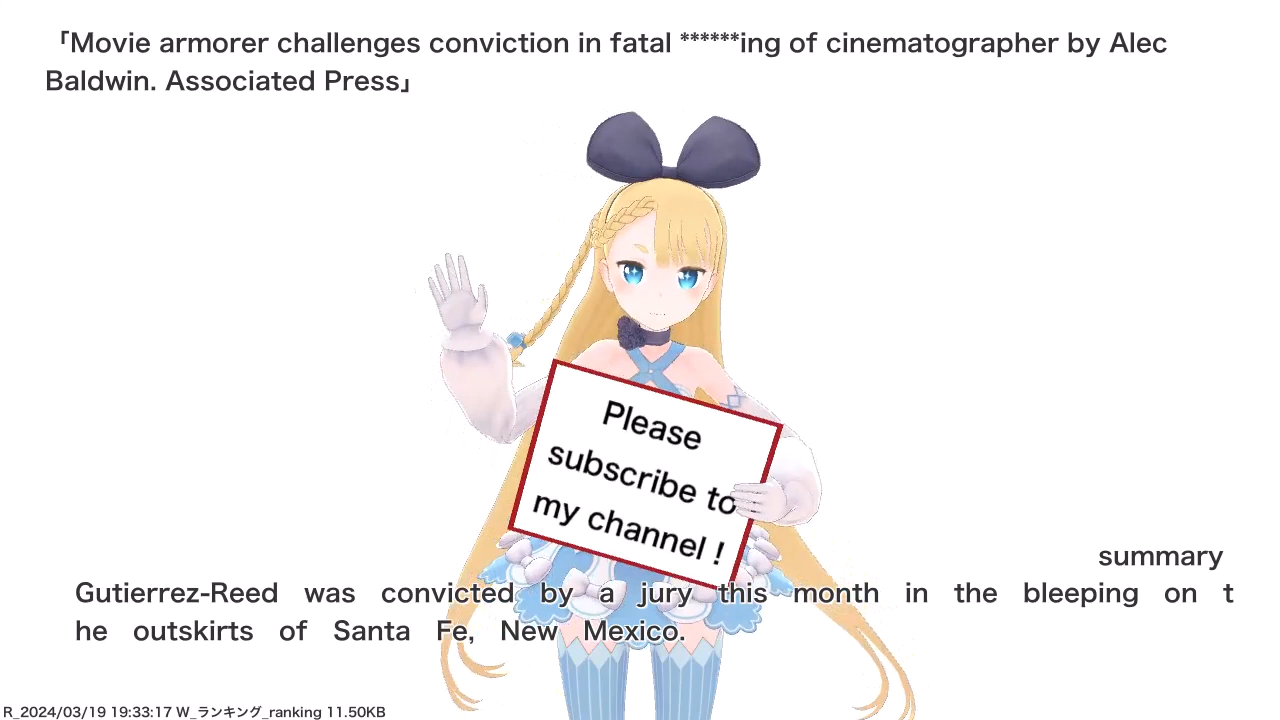 「Movie armorer challenges conviction in fatal ******ing of cinematographer by Alec
Baldwin. Associated Press」
Please
subscribe to
my channel !
summary
Gutierrez-Reed was convicted by a jury this month in the bleeping on t
he outskirts of Santa Fe, New Mexico.
R_2024/03/19 19:33:17 W_ランキング_ranking 11.50KB